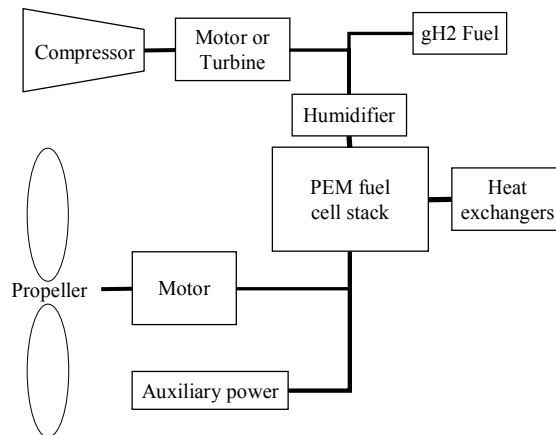 Compressor
Motor or
Turbine
gH2 Fuel
Humidifier
PEM fuel
cell stack
Heat
exchangers
Propeller
Motor
Auxiliary power